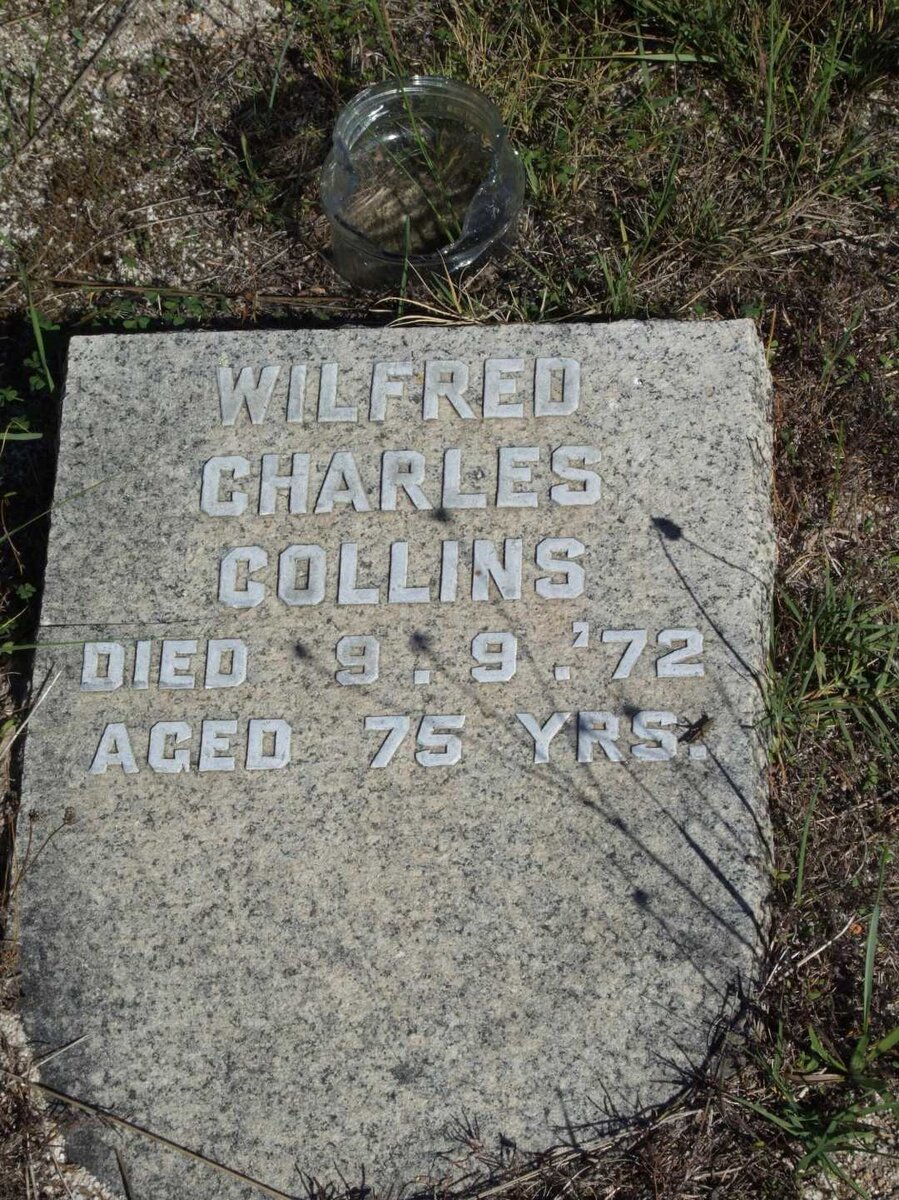 WILFRED
CHARLES
COLLINS
DIED 9.9.'72
AGED 75 YRS.